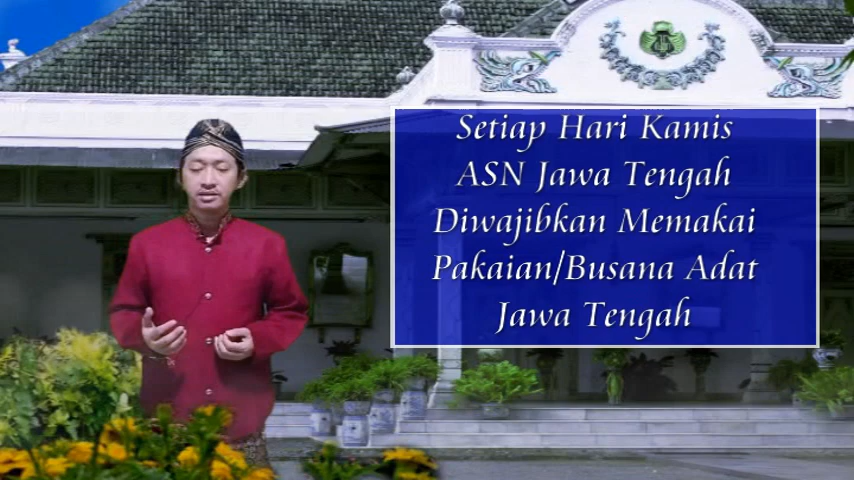 Setiap Hari Kamis
ASN Jawa Tengah
Diwajibkan Memakai
Pakaian/Busana Adat
Jawa Tengah